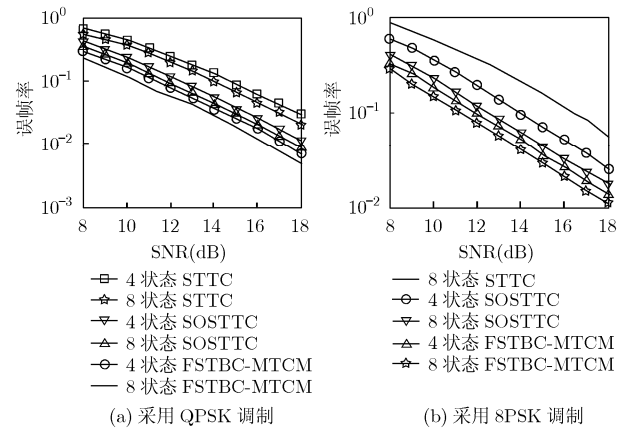 10⁰
10⁻¹
10⁻²
10⁻³
误帧率
8 10 12 14 16 18
SNR(dB)
4 状态 STTC
8 状态 STTC
4 状态 SOSTTC
8 状态 SOSTTC
4 状态 FSTBC-MTCM
8 状态 FSTBC-MTCM
(a) 采用 QPSK 调制
10⁰
10⁻¹
10⁻²
误帧率
8 10 12 14 16 18
SNR(dB)
8 状态 STTC
4 状态 SOSTTC
8 状态 SOSTTC
4 状态 FSTBC-MTCM
8 状态 FSTBC-MTCM
(b) 采用 8PSK 调制